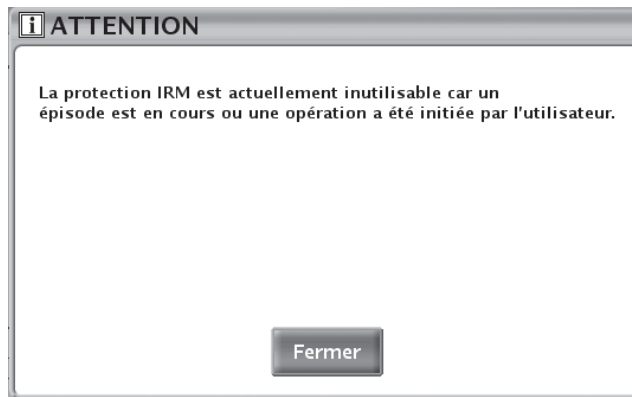 i ATTENTION
La protection IRM est actuellement inutilisable car un
épisode est en cours ou une opération a été initiée par l'utilisateur.
Fermer